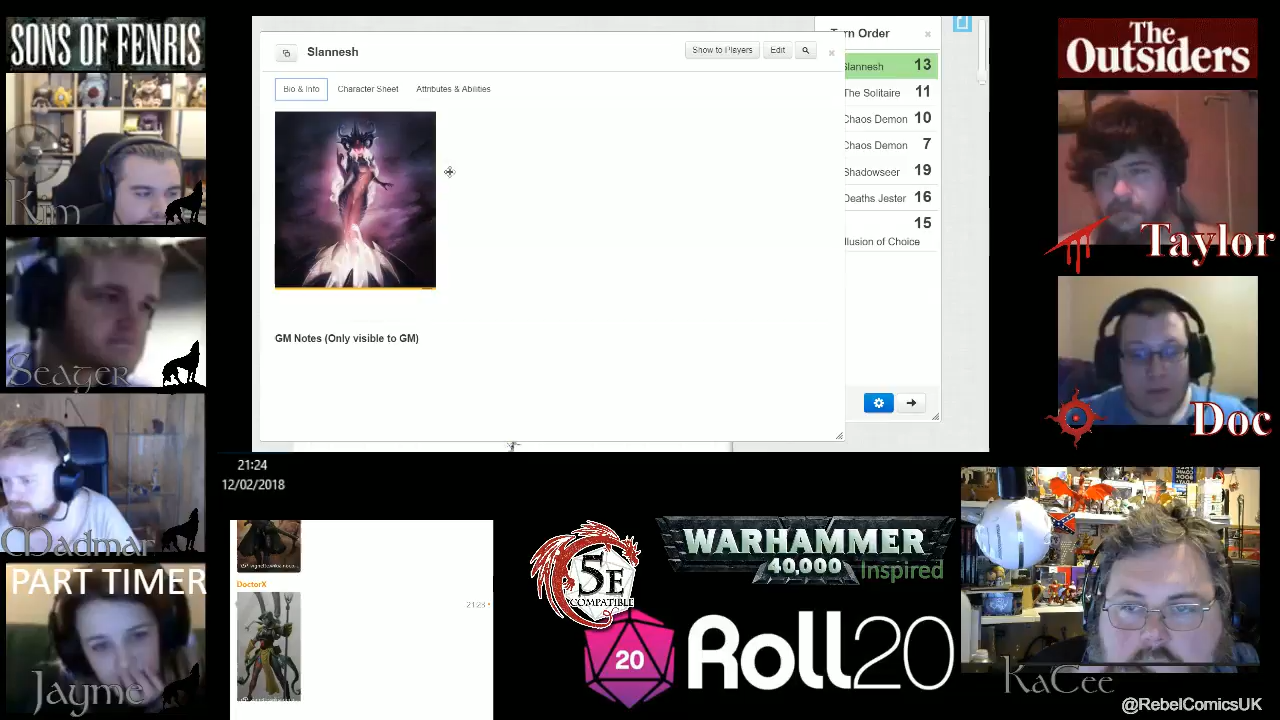 SONS OF FENRIS
Kim
Seager
Madmar
PART TIMER
Jayme
Slannesh
Show to Players
Edit
Bio & Info
Character Sheet
Attributes & Abilities
GM Notes (Only visible to GM)
Turn Order
Slannesh 13
The Solitaire 11
Chaos Demon 10
Chaos Demon 7
Shadowseer 19
Deaths Jester 16
15
Illusion of Choice
The
Outsiders
Taylor
Doc
KaCee
21:24
12/02/2018
DoctorX
21:23
5E
COMPATIBLE
WARHAMMER
40,000 Inspired
20
Roll20
@RebelComicsUK